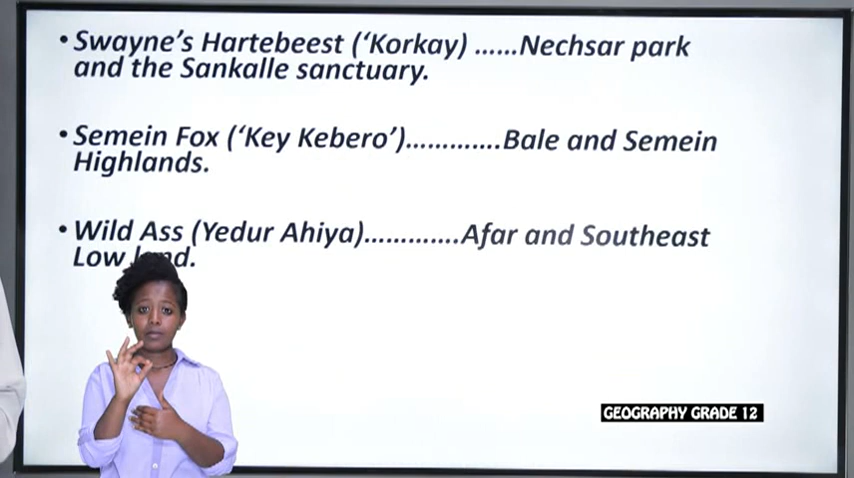 • Swayne's Hartebeest ('Korkay) ......Nechsar park
and the Sankalle sanctuary.
• Semein Fox ('Key Kebero').............Bale and Semein
Highlands.
• Wild Ass (Yedur Ahiya).............Afar and Southeast
Low land.
GEOGRAPHY GRADE 12